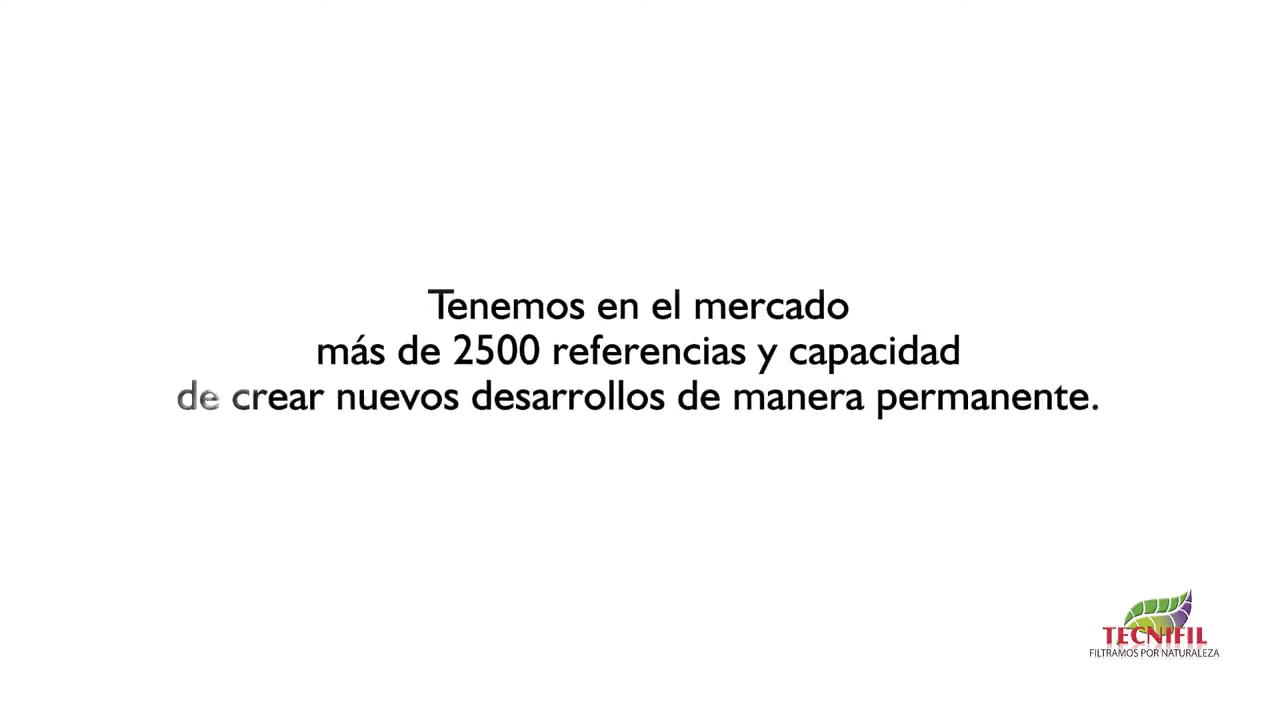 Tenemos en el mercado
más de 2500 referencias y capacidad
de crear nuevos desarrollos de manera permanente.
TECNIFIL
FILTRAMOS POR NATURALEZA